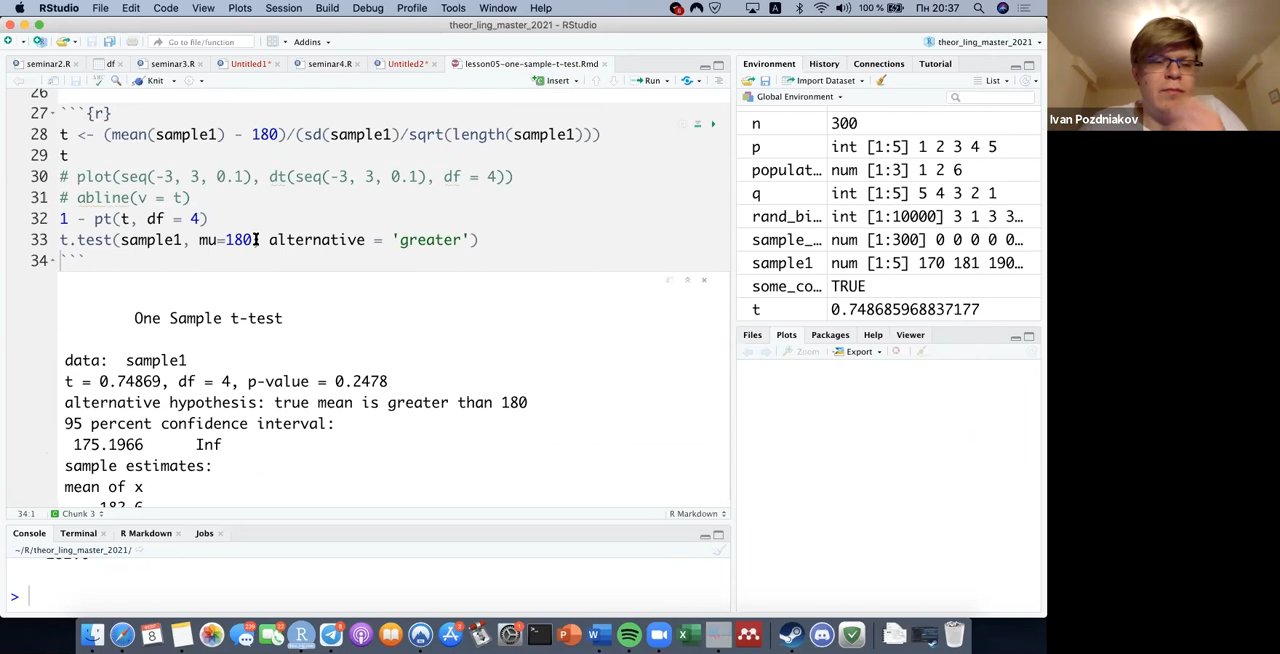 RStudio File Edit Code View Plots Session Build Debug Profile Tools Window Help
100 % Пн 20:37
theor_ling_master_2021 - RStudio
Go to file/function Addins theor_ling_master_2021
seminar2.R df seminar3.R Untitled1* seminar4.R Untitled2* lesson05-one-sample-t-test.Rmd
Knit Insert Run
26
27 ```{r}
28 t <- (mean(sample1) - 180)/(sd(sample1)/sqrt(length(sample1)))
29 t
30 # plot(seq(-3, 3, 0.1), dt(seq(-3, 3, 0.1), df = 4))
31 # abline(v = t)
32 1 - pt(t, df = 4)
33 t.test(sample1, mu=180, alternative = 'greater')
34 ```
One Sample t-test
data: sample1
t = 0.74869, df = 4, p-value = 0.2478
alternative hypothesis: true mean is greater than 180
95 percent confidence interval:
175.1966 Inf
sample estimates:
mean of x
182.6
34:1 Chunk 3 R Markdown
Console Terminal R Markdown Jobs
~/R/theor_ling_master_2021/
>
Environment History Connections Tutorial
Import Dataset List
Global Environment
n 300
p int [1:5] 1 2 3 4 5
populat… num [1:3] 1 2 6
q int [1:5] 5 4 3 2 1
rand_bi… int [1:10000] 3 1 3 3…
sample_… num [1:300] 0 0 0 0 0…
sample1 num [1:5] 170 181 190…
some_co… TRUE
t 0.748685968837177
Files Plots Packages Help Viewer
Zoom Export
Ivan Pozdniakov